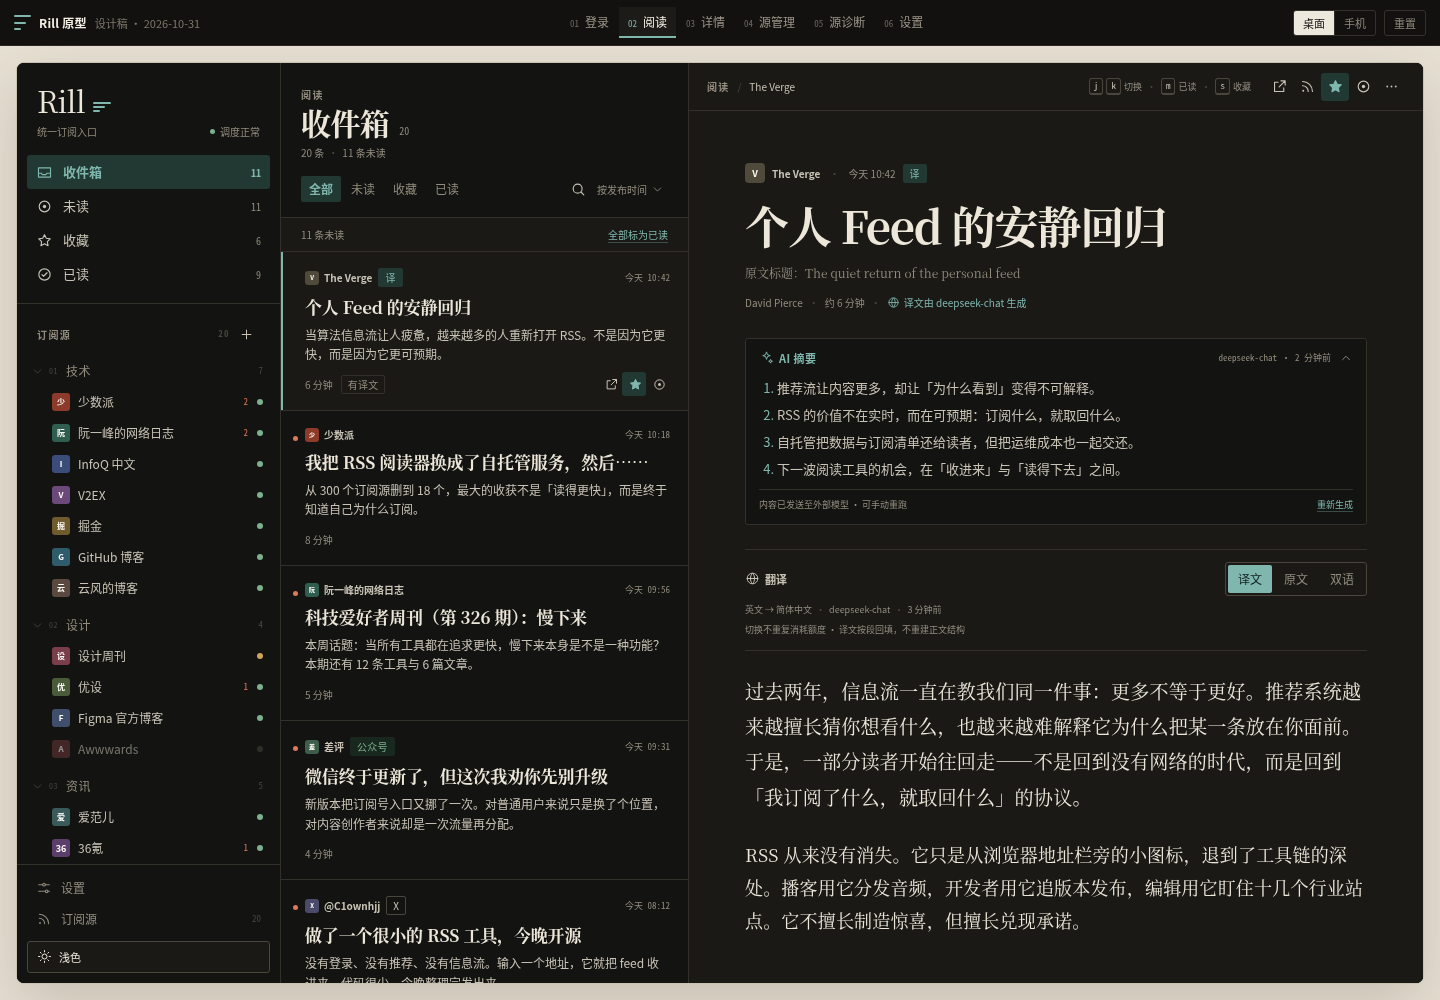 Rill 原型 设计稿 · 2026-10-31
01 登录 02 阅读 03 详情 04 源管理 05 源诊断 06 设置
桌面 手机 重置
Rill
统一订阅入口 调度正常
收件箱 11
未读 11
收藏 6
已读 9
订阅源 20 +
01 技术 7
少 少数派 2
阮 阮一峰的网络日志 2
I InfoQ 中文
V V2EX
掘 掘金
G GitHub 博客
云 云风的博客
02 设计 4
设 设计周刊
优 优设 1
F Figma 官方博客
A Awwwards
03 资讯 5
爱 爱范儿
36 36氪 1
设置
订阅源 20
浅色
阅读
收件箱 20
20 条 · 11 条未读
全部 未读 收藏 已读 按发布时间
11 条未读 全部标为已读
V The Verge 译 今天 10:42
个人 Feed 的安静回归
当算法信息流让人疲惫，越来越多的人重新打开 RSS。不是因为它更
快，而是因为它更可预期。
6 分钟 有译文
少 少数派 今天 10:18
我把 RSS 阅读器换成了自托管服务，然后……
从 300 个订阅源删到 18 个，最大的收获不是「读得更快」，而是终于
知道自己为什么订阅。
8 分钟
阮 阮一峰的网络日志 今天 09:56
科技爱好者周刊（第 326 期）：慢下来
本周话题：当所有工具都在追求更快，慢下来本身是不是一种功能？
本期还有 12 条工具与 6 篇文章。
5 分钟
差 差评 公众号 今天 09:31
微信终于更新了，但这次我劝你先别升级
新版本把订阅号入口又挪了一次。对普通用户来说只是换了个位置，
对内容创作者来说却是一次流量再分配。
4 分钟
X @C1ownhjj X 今天 08:12
做了一个很小的 RSS 工具，今晚开源
没有登录、没有推荐、没有信息流。输入一个地址，它就把 feed 收
进来。代码很少，今晚整理完发出来。
阅读 / The Verge
j k 切换 · m 已读 · s 收藏
V The Verge · 今天 10:42 译
个人 Feed 的安静回归
原文标题：The quiet return of the personal feed
David Pierce · 约 6 分钟 · 译文由 deepseek-chat 生成
AI 摘要 deepseek-chat · 2 分钟前
1. 推荐流让内容更多，却让「为什么看到」变得不可解释。
2. RSS 的价值不在实时，而在可预期：订阅什么，就取回什么。
3. 自托管把数据与订阅清单还给读者，但把运维成本也一起交还。
4. 下一波阅读工具的机会，在「收进来」与「读得下去」之间。
内容已发送至外部模型 · 可手动重跑 重新生成
翻译 译文 原文 双语
英文 → 简体中文 · deepseek-chat · 3 分钟前
切换不重复消耗额度 · 译文按段回填，不重建正文结构
过去两年，信息流一直在教我们同一件事：更多不等于更好。推荐系统越
来越擅长猜你想看什么，也越来越难解释它为什么把某一条放在你面前。
于是，一部分读者开始往回走——不是回到没有网络的时代，而是回到
「我订阅了什么，就取回什么」的协议。
RSS 从来没有消失。它只是从浏览器地址栏旁的小图标，退到了工具链的深
处。播客用它分发音频，开发者用它追版本发布，编辑用它盯住十几个行业站
点。它不擅长制造惊喜，但擅长兑现承诺。